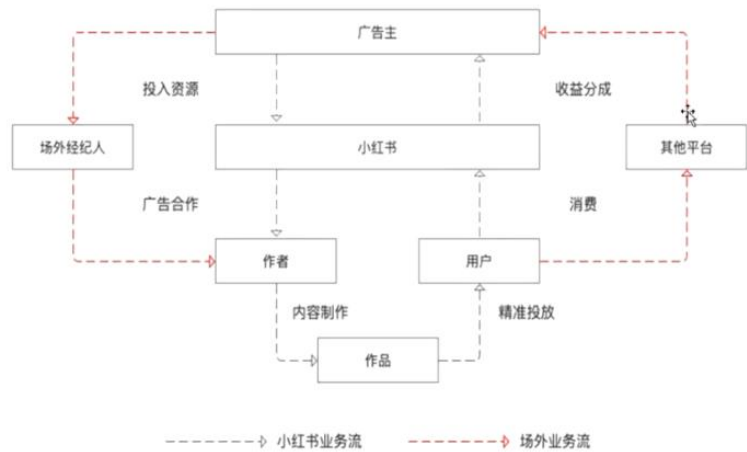 广告主
投入资源
收益分成
场外经纪人
小红书
其他平台
广告合作
消费
作者
用户
内容制作
精准投放
作品
小红书业务流
场外业务流